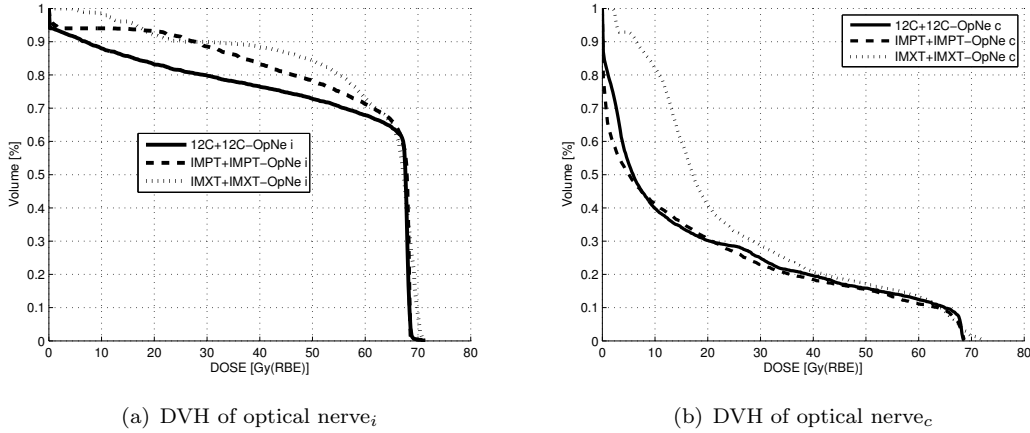 1
0.9
0.8
0.7
0.6
0.5
0.4
0.3
0.2
0.1
0
Volume [%]
12C+12C−OpNe i
IMPT+IMPT−OpNe i
IMXT+IMXT−OpNe i
0 10 20 30 40 50 60 70 80
DOSE [Gy(RBE]
(a) DVH of optical nerveᵢ
1
0.9
0.8
0.7
0.6
0.5
0.4
0.3
0.2
0.1
0
Volume [%]
12C+12C−OpNe c
IMPT+IMPT−OpNe c
IMXT+IMXT−OpNe c
0 10 20 30 40 50 60 70 80
DOSE [Gy(RBE)]
(b) DVH of optical nerve_c